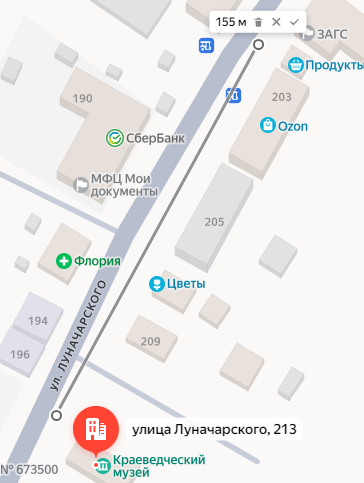 155 м
ЗАГС
Продукты
190
203
Ozon
СберБанк
МФЦ Мои
документы
205
Флория
Цветы
ул. ЛУНАЧАРСКОГО
194
209
196
улица Луначарского, 213
Краеведческий
музей
№ 673500